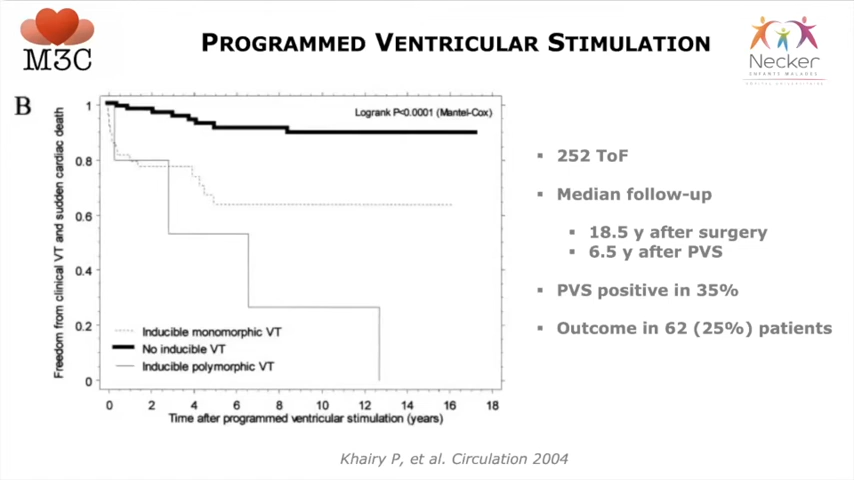 M3C
PROGRAMMED VENTRICULAR STIMULATION
Necker
ENFANTS MALADES
B
Logrank P<0.0001 (Mantel-Cox)
Freedom from clinical VT and sudden cardiac death
1
0.8
0.6
0.4
0.2
0
Inducible monomorphic VT
No inducible VT
Inducible polymorphic VT
0 2 4 6 8 10 12 14 16 18
Time after programmed ventricular stimulation (years)
▪ 252 ToF
▪ Median follow-up
▪ 18.5 y after surgery
▪ 6.5 y after PVS
▪ PVS positive in 35%
▪ Outcome in 62 (25%) patients
Khairy P, et al. Circulation 2004